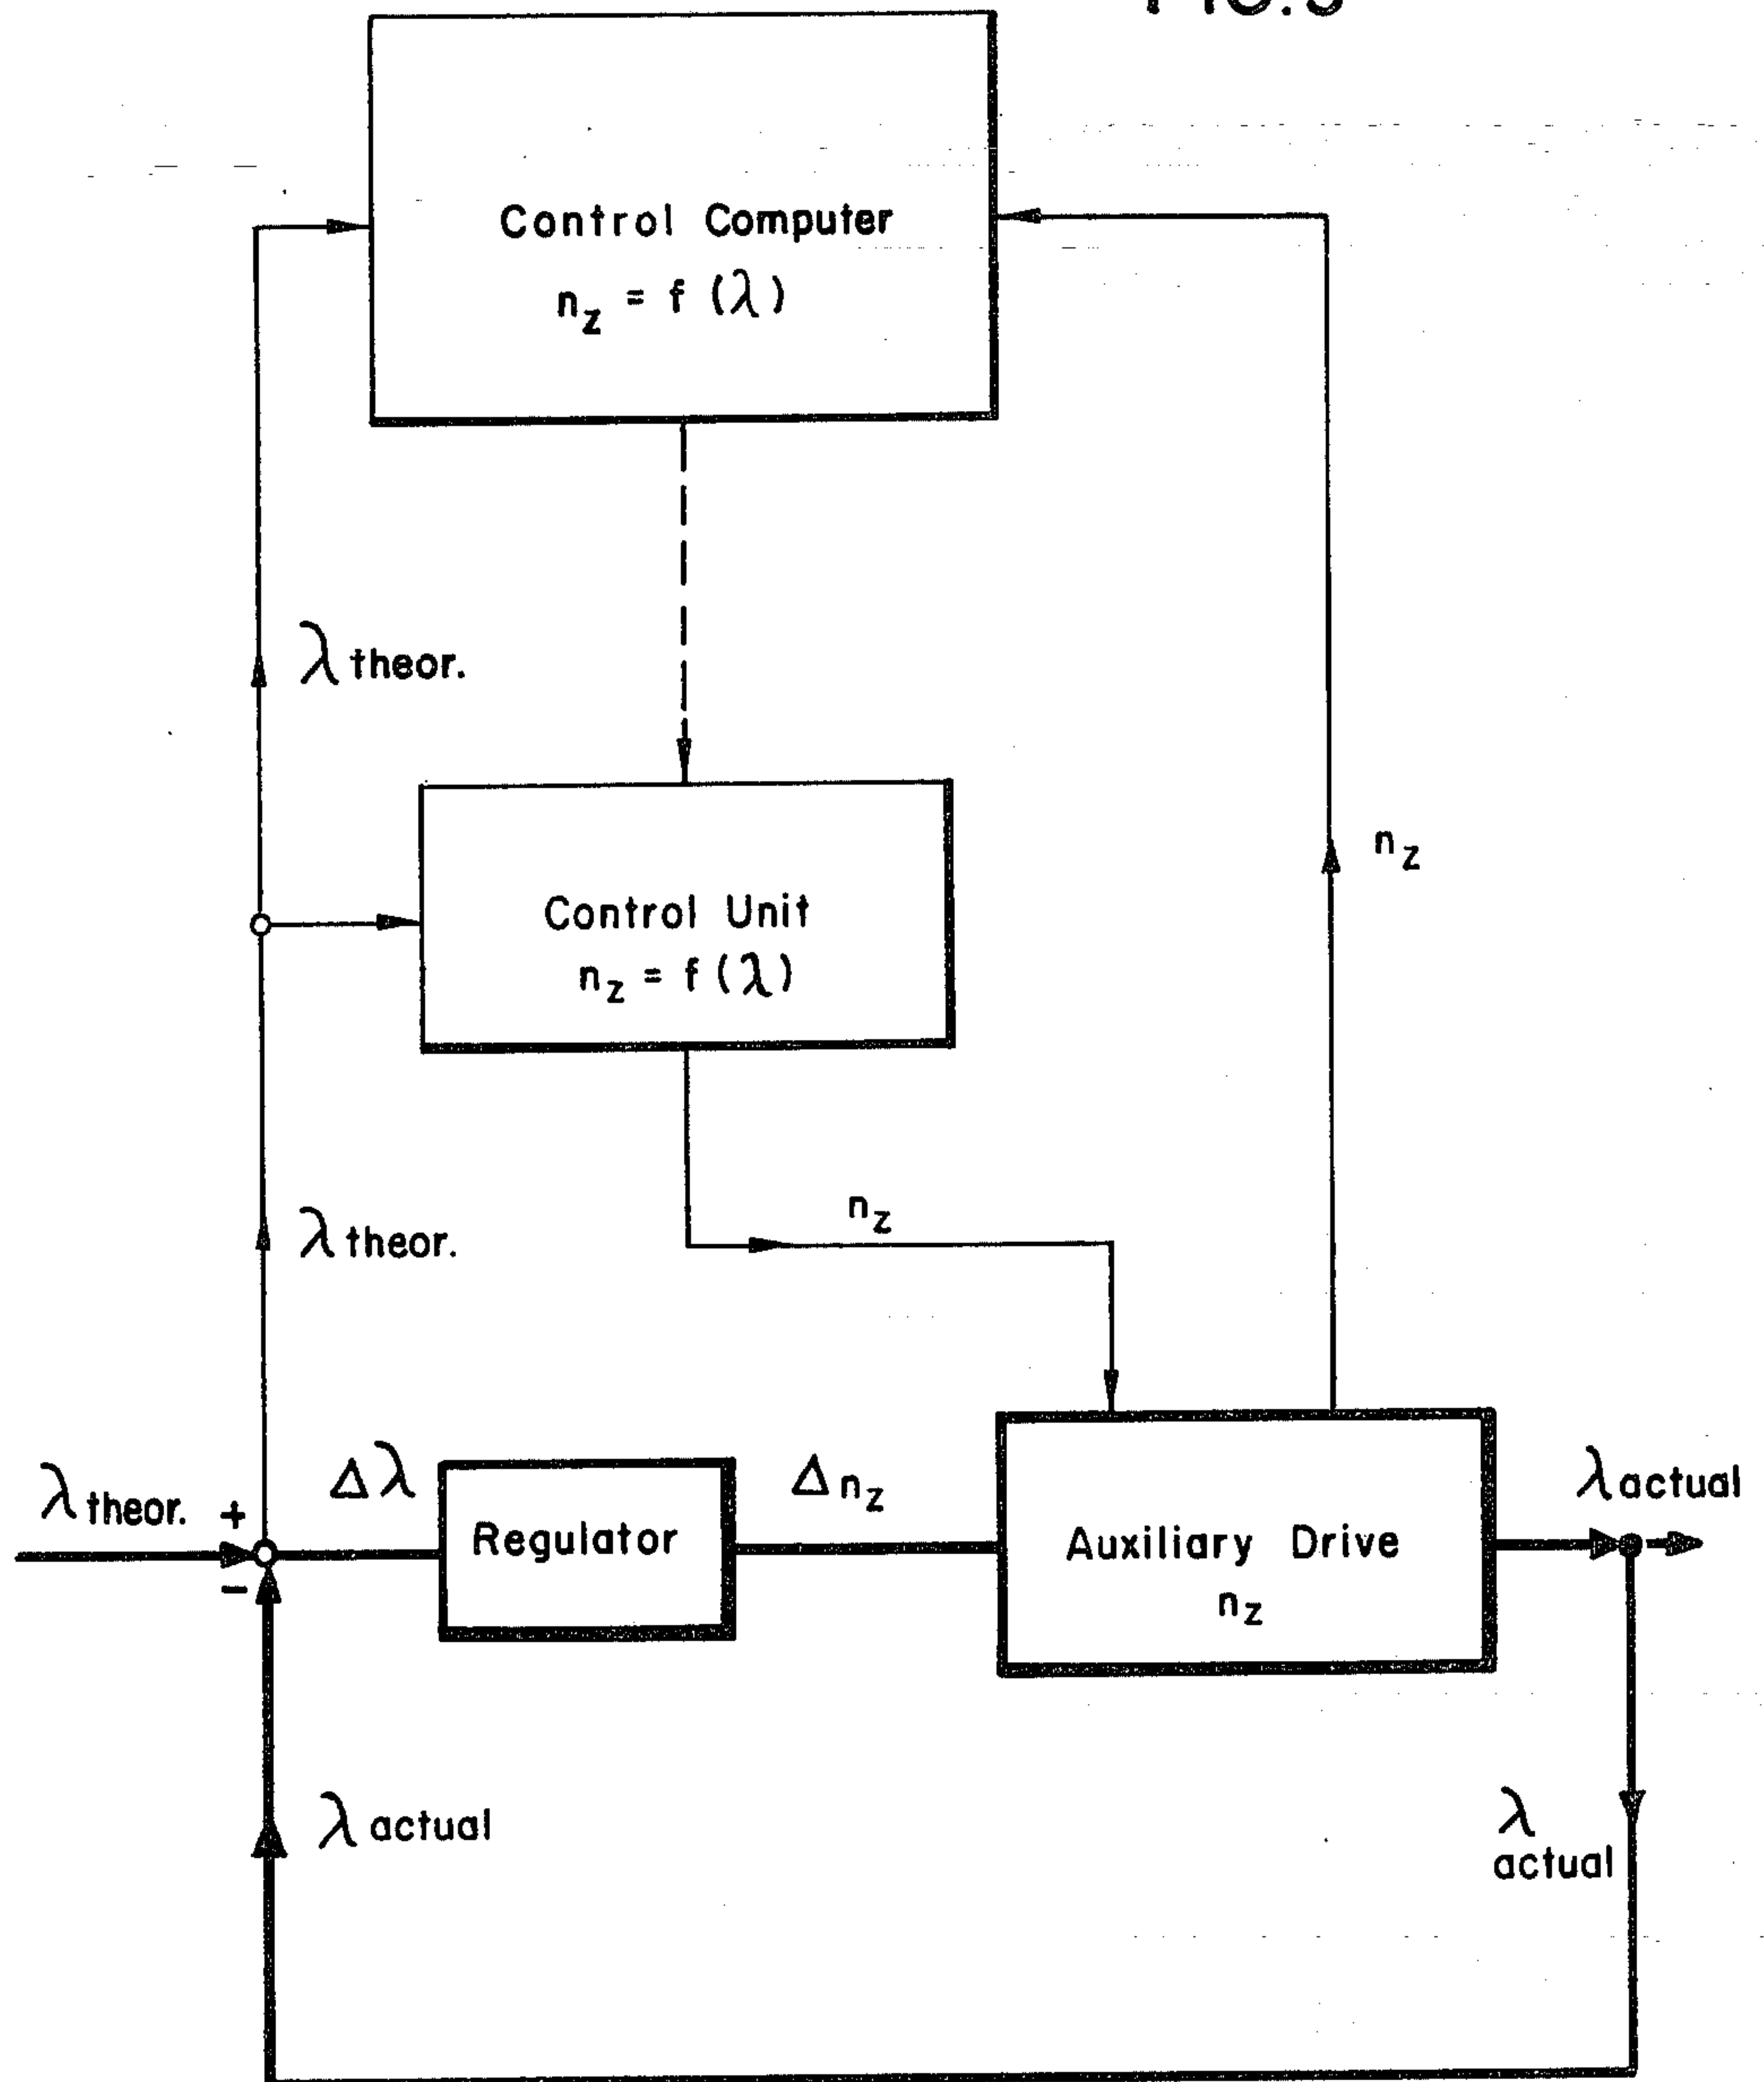 Control Computer
n_z = f (λ)
λ theor.
n_z
Control Unit
n_z = f (λ)
n_z
λ theor.
λ theor. +
−
Δλ
Regulator
Δn_z
Auxiliary Drive
n_z
λ actual
λ actual
λ
actual